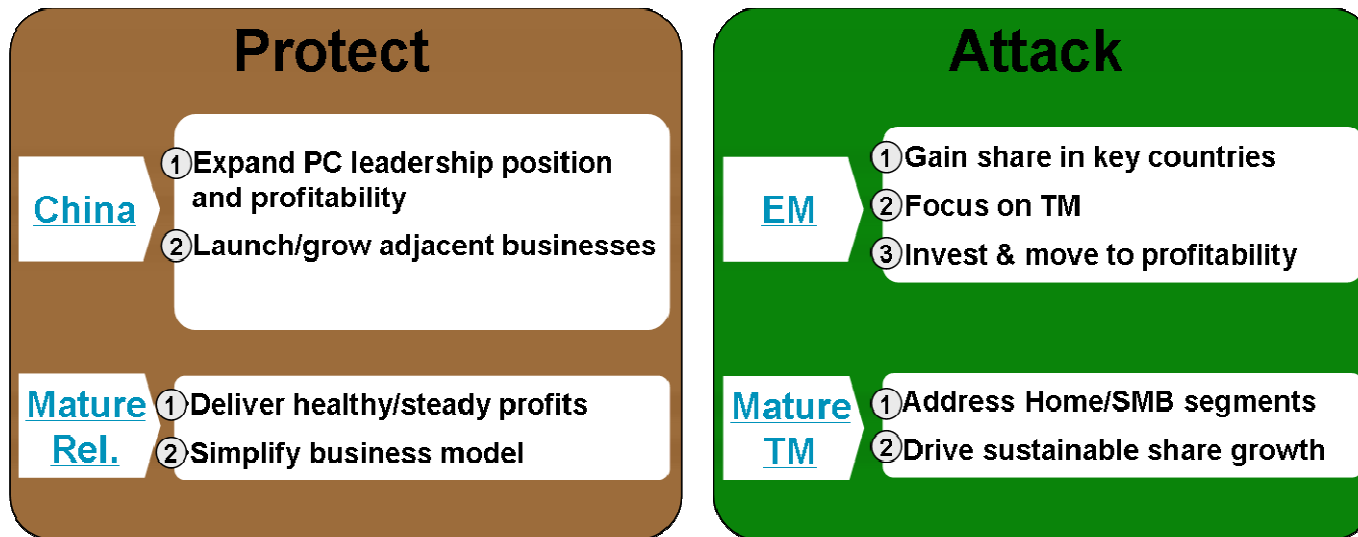 Protect
China
1 Expand PC leadership position
and profitability
2 Launch/grow adjacent businesses
Mature
Rel.
1 Deliver healthy/steady profits
2 Simplify business model
Attack
EM
1 Gain share in key countries
2 Focus on TM
3 Invest & move to profitability
Mature
TM
1 Address Home/SMB segments
2 Drive sustainable share growth